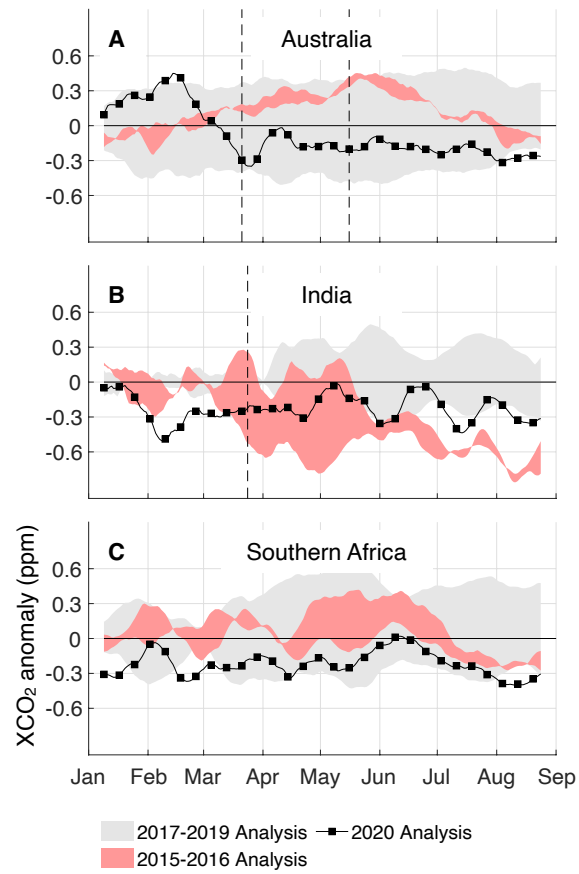 A
Australia
0.6
0.3
0
-0.3
-0.6
B
India
0.6
0.3
0
-0.3
-0.6
C
Southern Africa
0.6
0.3
0
-0.3
-0.6
XCO₂ anomaly (ppm)
Jan Feb Mar Apr May Jun Jul Aug Sep
2017-2019 Analysis 2020 Analysis
2015-2016 Analysis